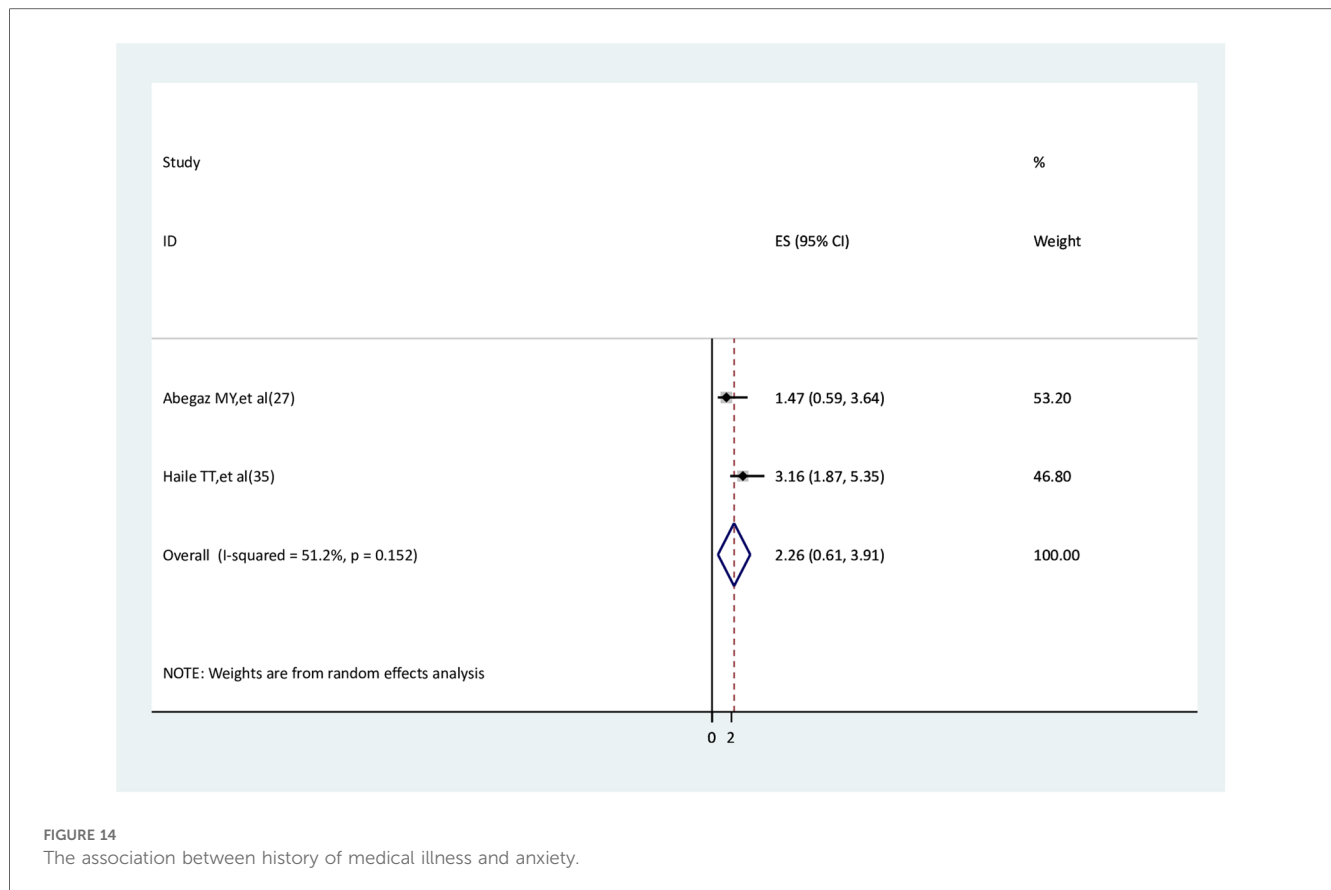 Study %
ID ES (95% CI) Weight
Abegaz MY,et al(27) 1.47 (0.59, 3.64) 53.20
Haile TT,et al(35) 3.16 (1.87, 5.35) 46.80
Overall (I-squared = 51.2%, p = 0.152) 2.26 (0.61, 3.91) 100.00
NOTE: Weights are from random effects analysis
0 2
FIGURE 14
The association between history of medical illness and anxiety.